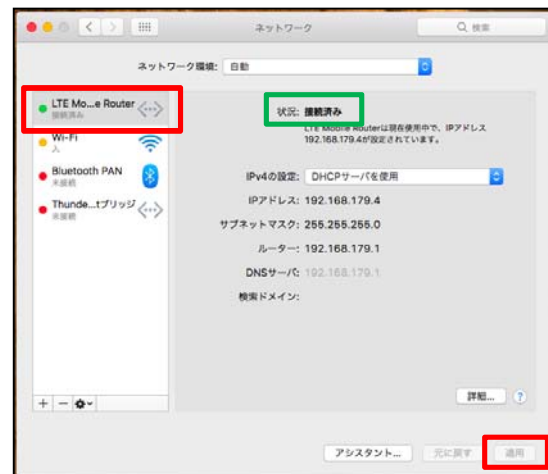 ネットワーク
検索
ネットワーク環境: 自動
LTE Mo...e Router
接続済み
Wi-Fi
入
Bluetooth PAN
未接続
Thunde...tブリッジ
未接続
状況: 接続済み
LTE Mobile Routerは現在使用中で、IPアドレス
192.168.179.4が設定されています。
IPv4の設定: DHCPサーバを使用
IPアドレス: 192.168.179.4
サブネットマスク: 255.255.255.0
ルーター: 192.168.179.1
DNSサーバ: 192.168.179.1
検索ドメイン:
詳細... ?
アシスタント... 元に戻す 適用